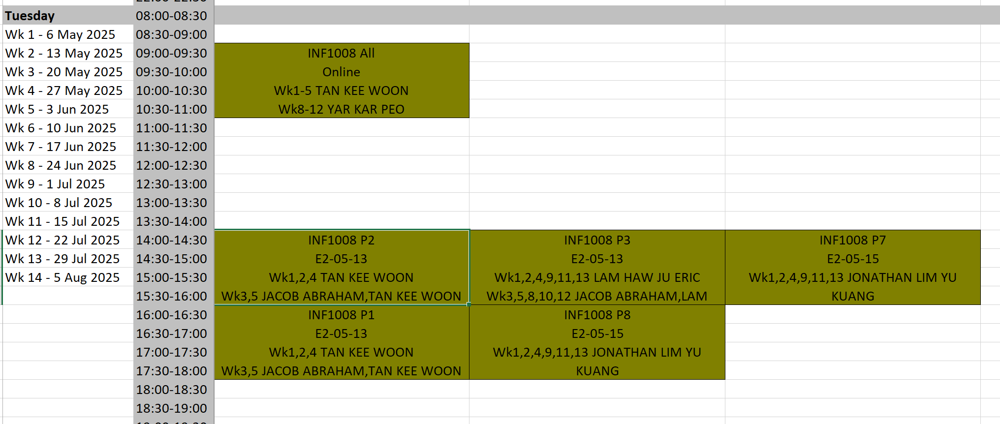 Tuesday 08:00-08:30
Wk 1 - 6 May 2025 08:30-09:00
Wk 2 - 13 May 2025 09:00-09:30 INF1008 All
Wk 3 - 20 May 2025 09:30-10:00 Online
Wk 4 - 27 May 2025 10:00-10:30 Wk1-5 TAN KEE WOON
Wk 5 - 3 Jun 2025 10:30-11:00 Wk8-12 YAR KAR PEO
Wk 6 - 10 Jun 2025 11:00-11:30
Wk 7 - 17 Jun 2025 11:30-12:00
Wk 8 - 24 Jun 2025 12:00-12:30
Wk 9 - 1 Jul 2025 12:30-13:00
Wk 10 - 8 Jul 2025 13:00-13:30
Wk 11 - 15 Jul 2025 13:30-14:00
Wk 12 - 22 Jul 2025 14:00-14:30 INF1008 P2 INF1008 P3 INF1008 P7
Wk 13 - 29 Jul 2025 14:30-15:00 E2-05-13 E2-05-13 E2-05-15
Wk 14 - 5 Aug 2025 15:00-15:30 Wk1,2,4 TAN KEE WOON Wk1,2,4,9,11,13 LAM HAW JU ERIC Wk1,2,4,9,11,13 JONATHAN LIM YU
15:30-16:00 Wk3,5 JACOB ABRAHAM,TAN KEE WOON Wk3,5,8,10,12 JACOB ABRAHAM,LAM KUANG
16:00-16:30 INF1008 P1 INF1008 P8
16:30-17:00 E2-05-13 E2-05-15
17:00-17:30 Wk1,2,4 TAN KEE WOON Wk1,2,4,9,11,13 JONATHAN LIM YU
17:30-18:00 Wk3,5 JACOB ABRAHAM,TAN KEE WOON KUANG
18:00-18:30
18:30-19:00